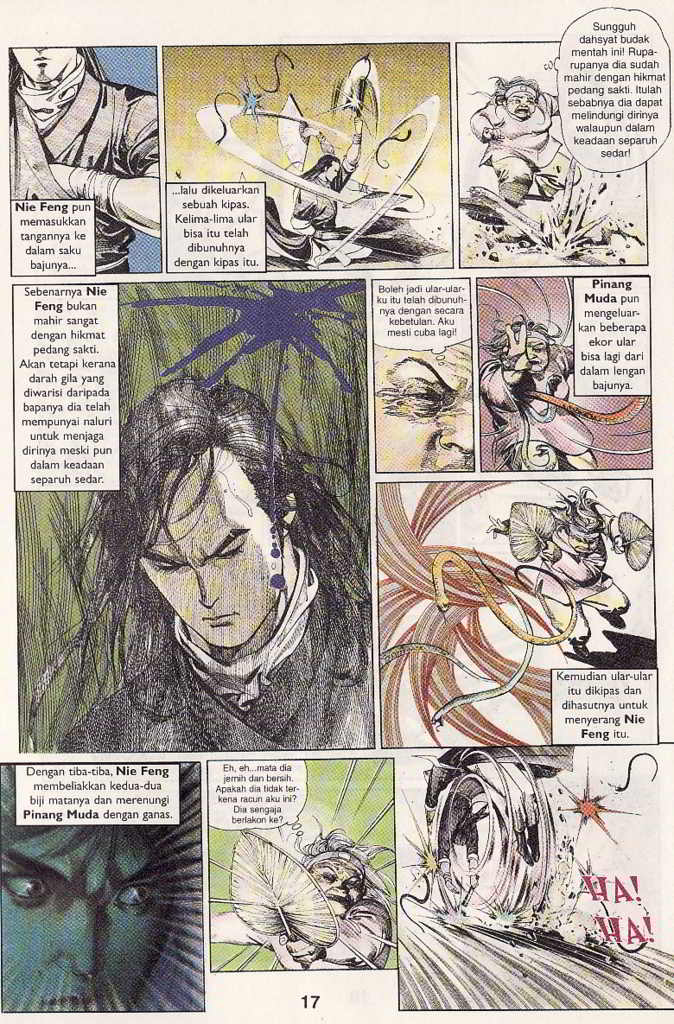 Nie Feng pun
memasukkan
tangannya ke
dalam saku
bajunya...
...lalu dikeluarkan
sebuah kipas.
Kelima-lima ular
bisa itu telah
dibunuhnya
dengan kipas itu.
Sungguh
dahsyat budak
mentah ini! Rupa-
rupanya dia sudah
mahir dengan hikmat
pedang sakti. Itulah
sebabnya dia dapat
melindungi dirinya
walaupun dalam
keadaan separuh
sedar!
Sebenarnya Nie
Feng bukan
mahir sangat
dengan hikmat
pedang sakti.
Akan tetapi kerana
darah gila yang
diwarisi daripada
bapanya dia telah
mempunyai naluri
untuk menjaga
dirinya meski pun
dalam keadaan
separuh sedar.
Boleh jadi ular-ular-
ku itu telah dibunuh-
nya dengan secara
kebetulan. Aku
mesti cuba lagi!
Pinang
Muda pun
mengeluar-
kan beberapa
ekor ular
bisa lagi dari
dalam lengan
bajunya.
Kemudian ular-ular
itu dikipas dan
dihasutnya untuk
menyerang Nie
Feng itu.
Dengan tiba-tiba, Nie Feng
membeliakkan kedua-dua
biji matanya dan merenungi
Pinang Muda dengan ganas.
Eh, eh...mata dia
jernih dan bersih.
Apakah dia tidak ter-
kena racun aku ini?
Dia sengaja
berlakon ke?
HA!
HA!
17